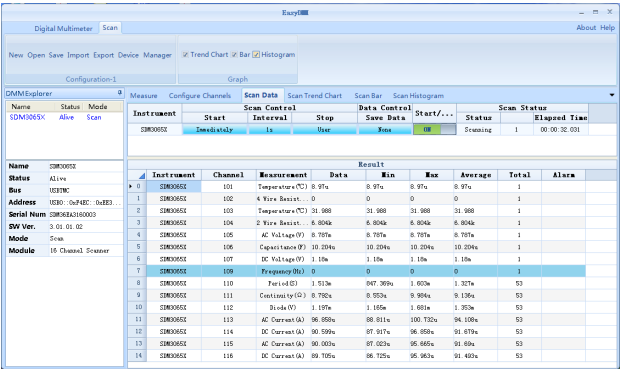 EasyDMM
Digital Multimeter Scan About Help
New Open Save Import Export Device Manager Trend Chart Bar Histogram
Configuration-1 Graph
DMM Explorer Measure Configure Channels Scan Data Scan Trend Chart Scan Bar Scan Histogram
Name Status Mode
SDM3065X Alive Scan
Instrument Scan Control Data Control Start/... Scan Status
Start Interval Stop Save Data Status Elapsed Time
SDM3065X Immediately 1s User None ON Scanning 1 00:00:32.031
Name SDM3065X
Status Alive
Bus USBTMC
Address USB0::0xF4EC::0xEE3...
Serial Num SDM36EA3160003
SW Ver. 3.01.01.02
Mode Scan
Module 16 Channel Scanner
Result
Instrument Channel Measurement Data Min Max Average Total Alarm
0 SDM3065X 101 Temperature(℃) 8.97u 8.97u 8.97u 8.97u 1
1 SDM3065X 102 4 Wire Resist... 0 0 0 0 1
2 SDM3065X 103 Temperature(℃) 31.988 31.988 31.988 31.988 1
3 SDM3065X 104 2 Wire Resist... 6.804k 6.804k 6.804k 6.804k 1
4 SDM3065X 105 AC Voltage(V) 8.787m 8.787m 8.787m 8.787m 1
5 SDM3065X 106 Capacitance(F) 10.204n 10.204n 10.204n 10.204n 1
6 SDM3065X 107 DC Voltage(V) 1.18m 1.18m 1.18m 1.18m 1
7 SDM3065X 109 Frequency(Hz) 0 0 0 0 1
8 SDM3065X 110 Period(S) 1.513m 847.369u 1.603m 1.327m 53
9 SDM3065X 111 Continuity(Ω) 8.792m 8.553m 9.984m 9.136m 53
10 SDM3065X 112 Diode(V) 1.197m 1.165m 1.681m 1.353m 53
11 SDM3065X 113 AC Current(A) 96.858u 88.811u 100.732u 94.108u 53
12 SDM3065X 114 DC Current(A) 90.599u 87.917u 96.858u 91.679u 53
13 SDM3065X 115 AC Current(A) 90.003u 87.023u 95.665u 91.69u 53
14 SDM3065X 116 DC Current(A) 89.705u 86.725u 95.963u 91.493u 53